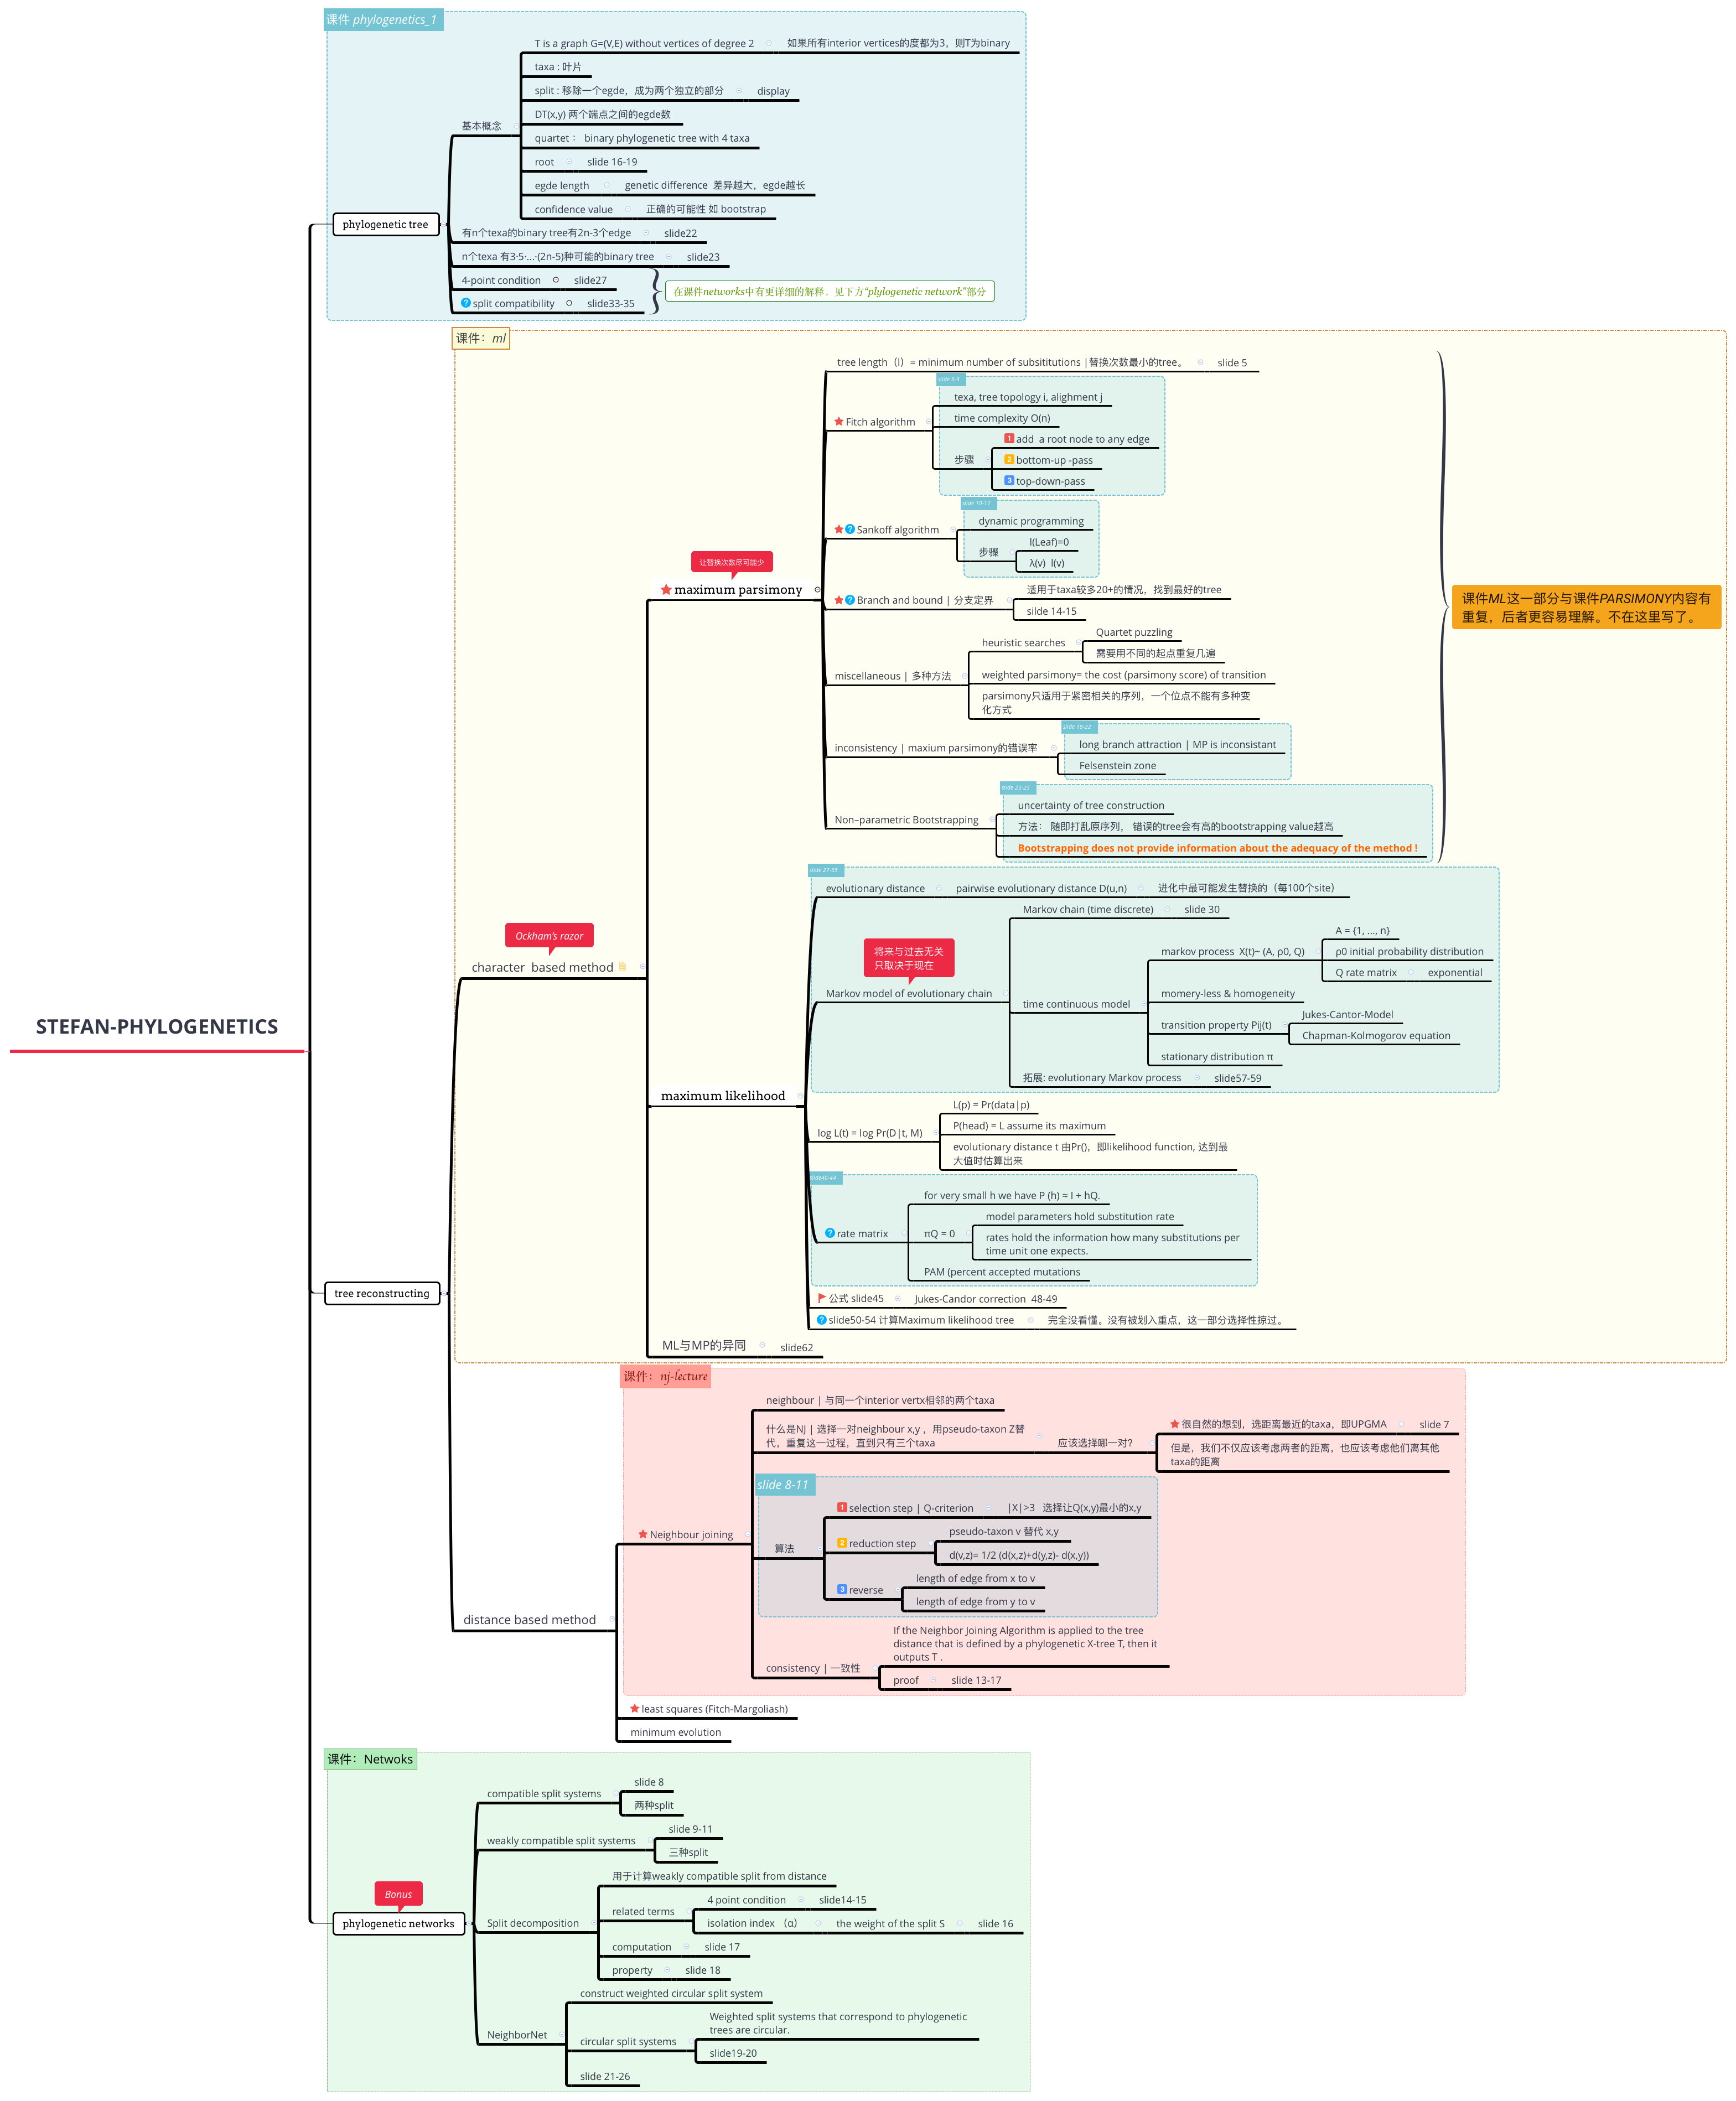 课件 phylogenetics_1
T is a graph G=(V,E) without vertices of degree 2
如果所有interior vertices的度都为3，则T为binary
taxa : 叶片
split : 移除一个egde，成为两个独立的部分
display
基本概念
DT(x,y) 两个端点之间的egde数
quartet： binary phylogenetic tree with 4 taxa
root
slide 16-19
egde length
genetic difference 差异越大，egde越长
confidence value
正确的可能性 如 bootstrap
phylogenetic tree
有n个texa的binary tree有2n-3个edge
slide22
n个texa 有3·5·...·(2n-5)种可能的binary tree
slide23
4-point condition
slide27
在课件networks中有更详细的解释，见下方“plylogenetic network”部分
split compatibility
slide33-35
课件：ml
tree length（l）= minimum number of subsititutions |替换次数最小的tree。
slide 5
slide 6-9
texa, tree topology i, alighment j
Fitch algorithm
time complexity O(n)
1 add a root node to any edge
步骤
2 bottom-up -pass
3 top-down-pass
slide 10-11
dynamic programming
Sankoff algorithm
l(Leaf)=0
步骤
λ(v) l(v)
让替换次数尽可能少
maximum parsimony
适用于taxa较多20+的情况，找到最好的tree
Branch and bound | 分支定界
silde 14-15
课件ML这一部分与课件PARSIMONY内容有
重复，后者更容易理解。不在这里写了。
Quartet puzzling
heuristic searches
需要用不同的起点重复几遍
miscellaneous | 多种方法
weighted parsimony= the cost (parsimony score) of transition
parsimony只适用于紧密相关的序列，一个位点不能有多种变
化方式
slide 19-22
long branch attraction | MP is inconsistant
inconsistency | maxium parsimony的错误率
Felsenstein zone
slide 23-25
uncertainty of tree construction
Non–parametric Bootstrapping
方法： 随即打乱原序列， 错误的tree会有高的bootstrapping value越高
Bootstrapping does not provide information about the adequacy of the method !
slide 27-35
evolutionary distance
pairwise evolutionary distance D(u,n)
进化中最可能发生替换的（每100个site）
Markov chain (time discrete)
slide 30
Ockham's razor
character based method
将来与过去无关
只取决于现在
Markov model of evolutionary chain
A = {1, ..., n}
markov process X(t)~ (A, ρ0, Q)
ρ0 initial probability distribution
Q rate matrix
exponential
time continuous model
momery-less & homogeneity
Jukes-Cantor-Model
transition property Pij(t)
Chapman-Kolmogorov equation
stationary distribution π
拓展: evolutionary Markov process
slide57-59
STEFAN-PHYLOGENETICS
maximum likelihood
L(p) = Pr(data|p)
log L(t) = log Pr(D|t, M)
P(head) = L assume its maximum
evolutionary distance t 由Pr()，即likelihood function, 达到最
大值时估算出来
slide40-44
for very small h we have P (h) ≈ I + hQ.
rate matrix
model parameters hold substitution rate
πQ = 0
rates hold the information how many substitutions per
time unit one expects.
PAM (percent accepted mutations
tree reconstructing
公式 slide45
Jukes-Candor correction 48-49
slide50-54 计算Maximum likelihood tree
完全没看懂。没有被划入重点，这一部分选择性掠过。
ML与MP的异同
slide62
课件：nj-lecture
neighbour | 与同一个interior vertx相邻的两个taxa
什么是NJ | 选择一对neighbour x,y ，用pseudo-taxon Z替
代，重复这一过程，直到只有三个taxa
应该选择哪一对？
很自然的想到，选距离最近的taxa，即UPGMA
slide 7
但是，我们不仅应该考虑两者的距离，也应该考虑他们离其他
taxa的距离
slide 8-11
1 selection step | Q-criterion
|X|>3 选择让Q(x,y)最小的x,y
Neighbour joining
算法
2 reduction step
pseudo-taxon v 替代 x,y
d(v,z)= 1/2 (d(x,z)+d(y,z)- d(x,y))
3 reverse
length of edge from x to v
length of edge from y to v
distance based method
If the Neighbor Joining Algorithm is applied to the tree
distance that is defined by a phylogenetic X-tree T, then it
outputs T .
consistency | 一致性
proof
slide 13-17
least squares (Fitch-Margoliash)
minimum evolution
课件：Netwoks
compatible split systems
slide 8
两种split
weakly compatible split systems
slide 9-11
三种split
Bonus
phylogenetic networks
用于计算weakly compatible split from distance
Split decomposition
related terms
4 point condition
slide14-15
isolation index （α）
the weight of the split S
slide 16
computation
slide 17
property
slide 18
construct weighted circular split system
NeighborNet
circular split systems
Weighted split systems that correspond to phylogenetic
trees are circular.
slide19-20
slide 21-26